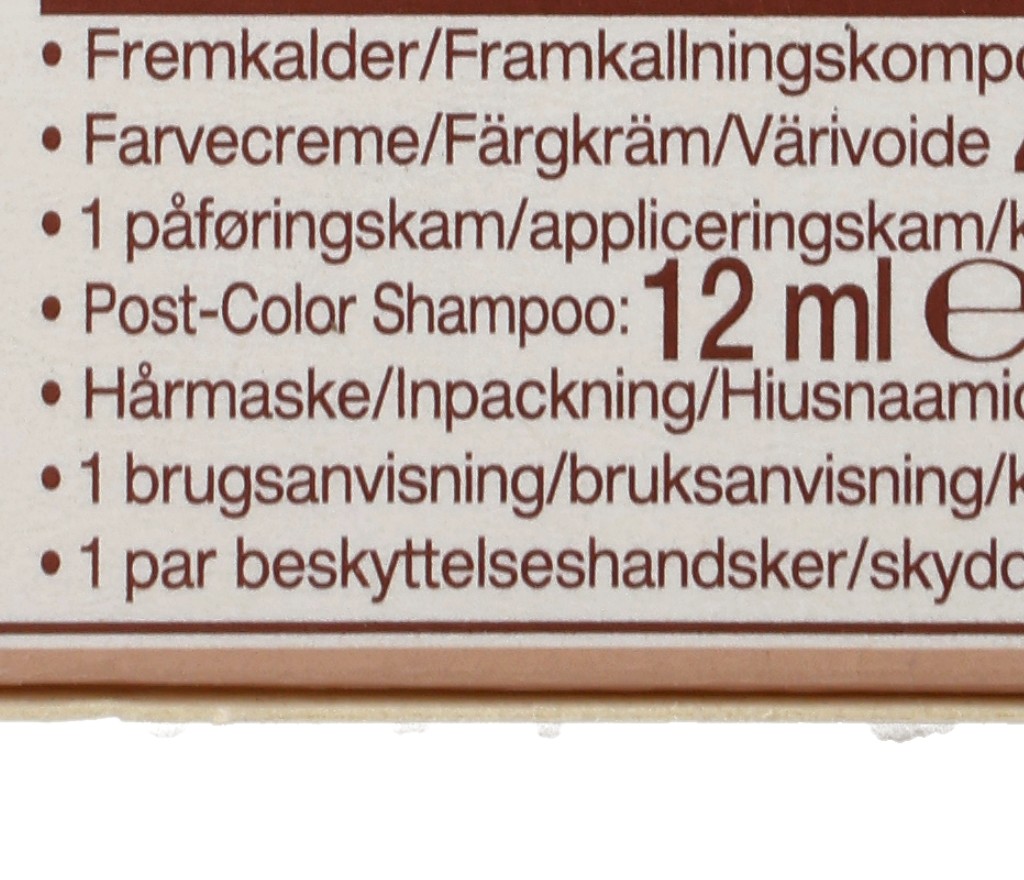 • Fremkalder/Framkallningskomp
• Farvecreme/Färgkräm/Värivoide
• 1 påføringskam/appliceringskam/k
• Post-Color Shampoo: 12 ml ℮
• Hårmaske/Inpackning/Hiusnaami
• 1 brugsanvisning/bruksanvisning/k
• 1 par beskyttelseshandsker/skydd